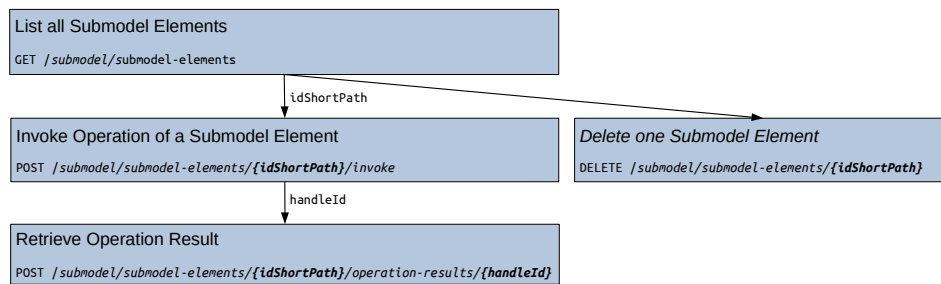 List all Submodel Elements
GET /submodel/submodel-elements
idShortPath
Invoke Operation of a Submodel Element
POST /submodel/submodel-elements/{idShortPath}/invoke
Delete one Submodel Element
DELETE /submodel/submodel-elements/{idShortPath}
handleId
Retrieve Operation Result
POST /submodel/submodel-elements/{idShortPath}/operation-results/{handleId}